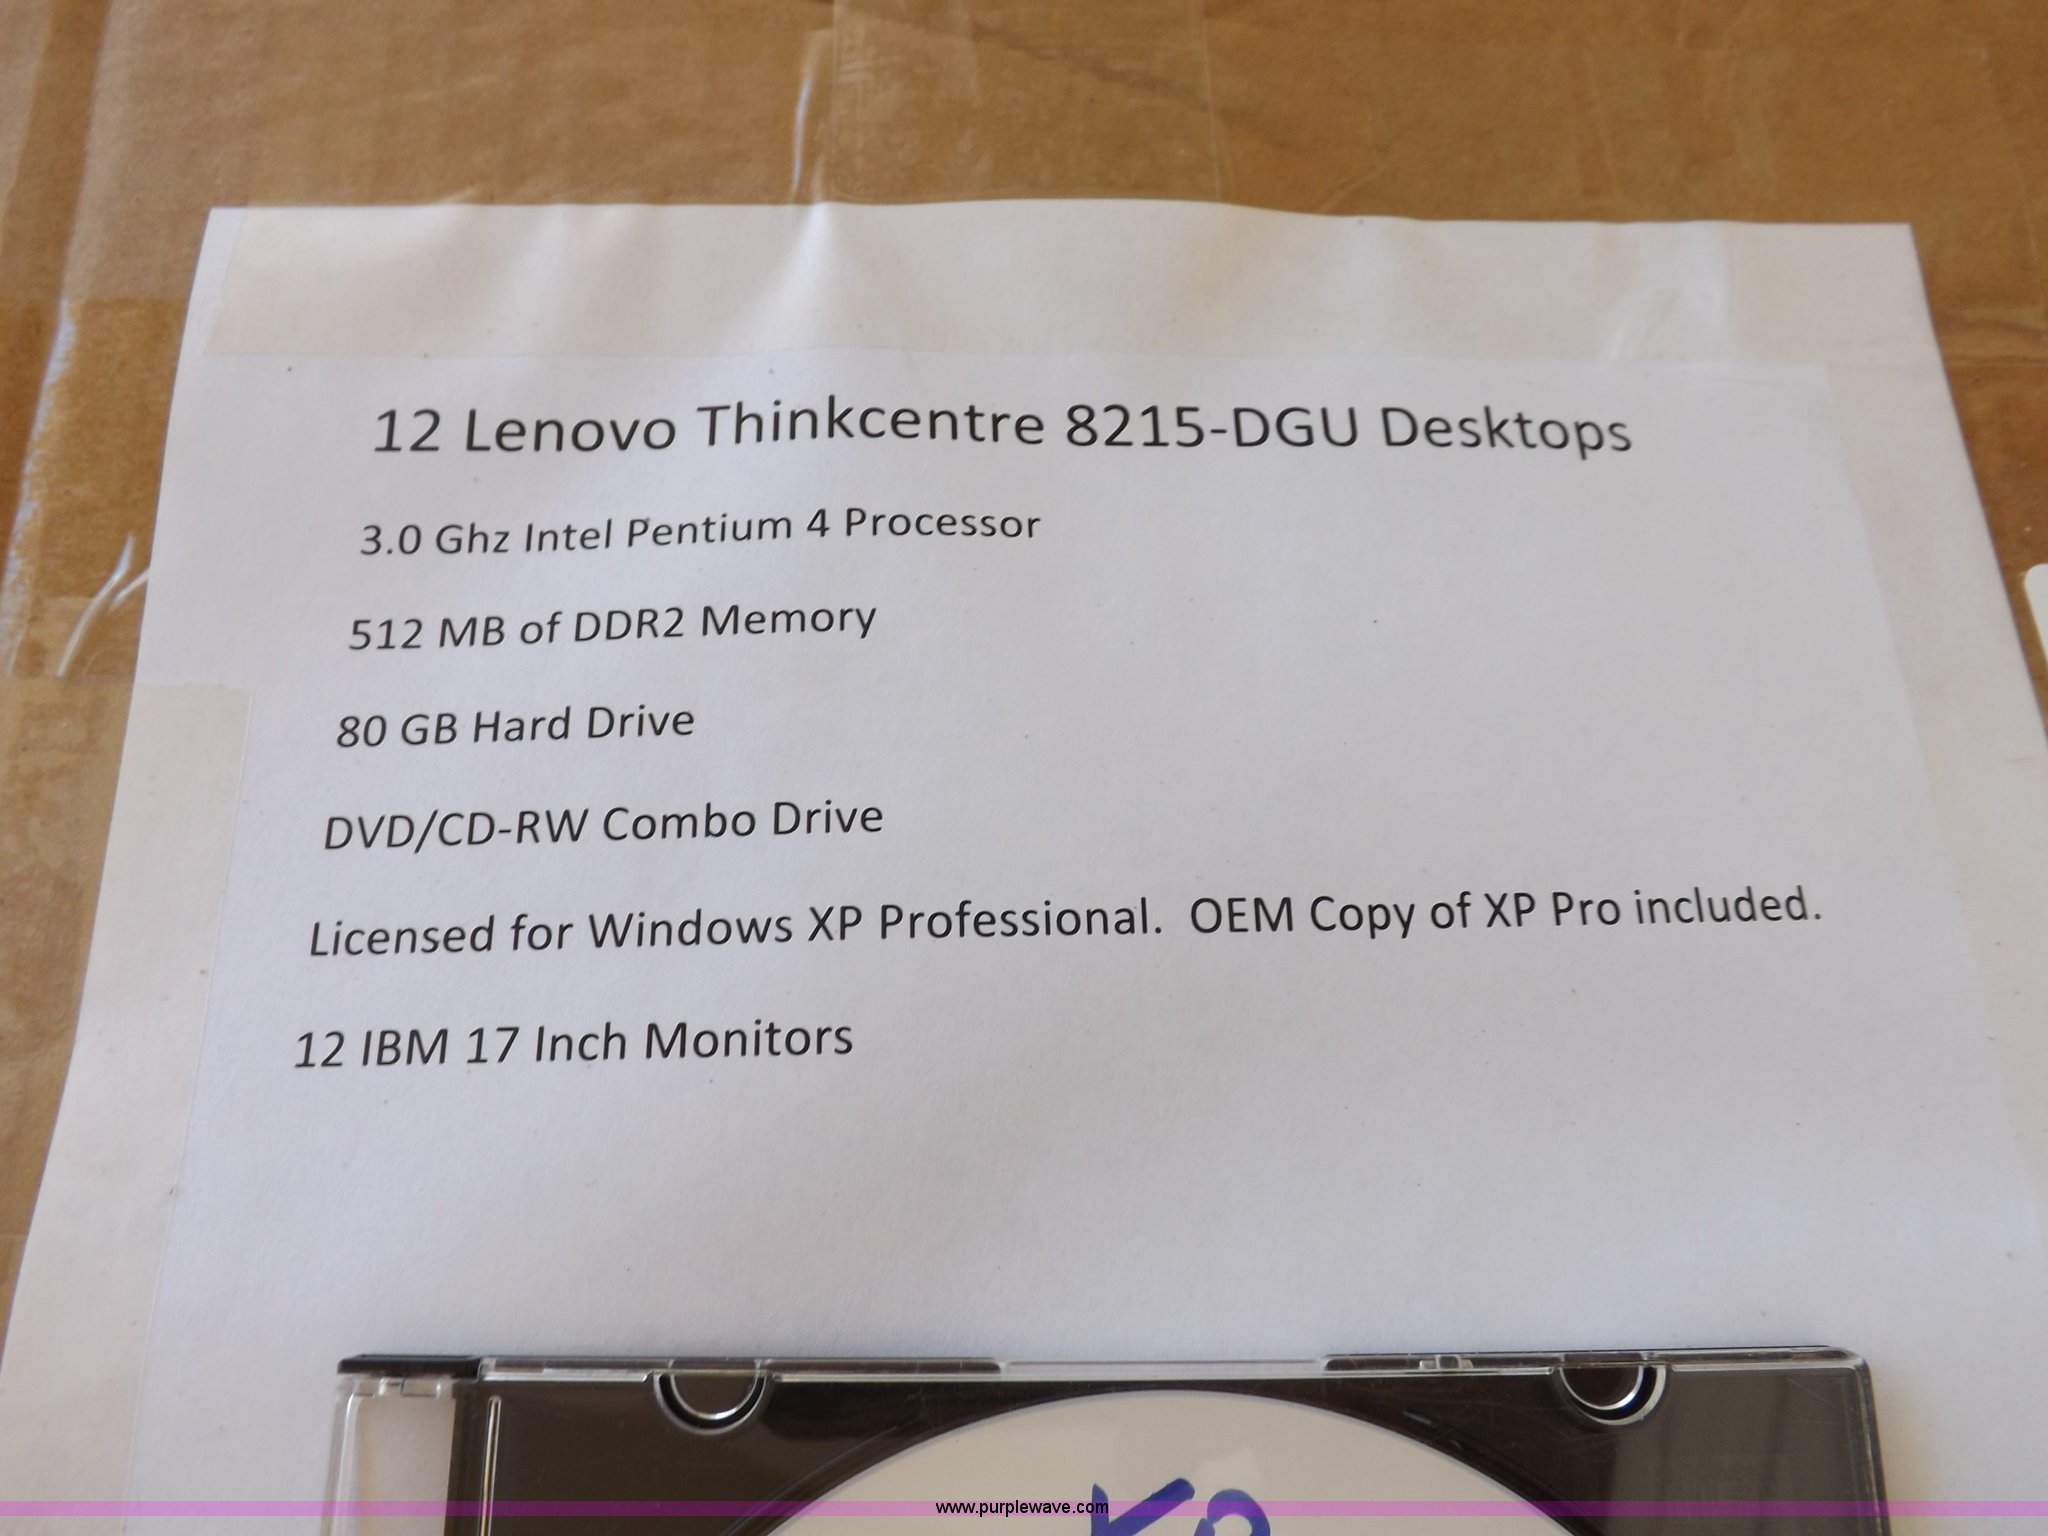 12 Lenovo Thinkcentre 8215-DGU Desktops
3.0 Ghz Intel Pentium 4 Processor
512 MB of DDR2 Memory
80 GB Hard Drive
DVD/CD-RW Combo Drive
Licensed for Windows XP Professional.  OEM Copy of XP Pro included.
12 IBM 17 Inch Monitors
www.purplewave.com